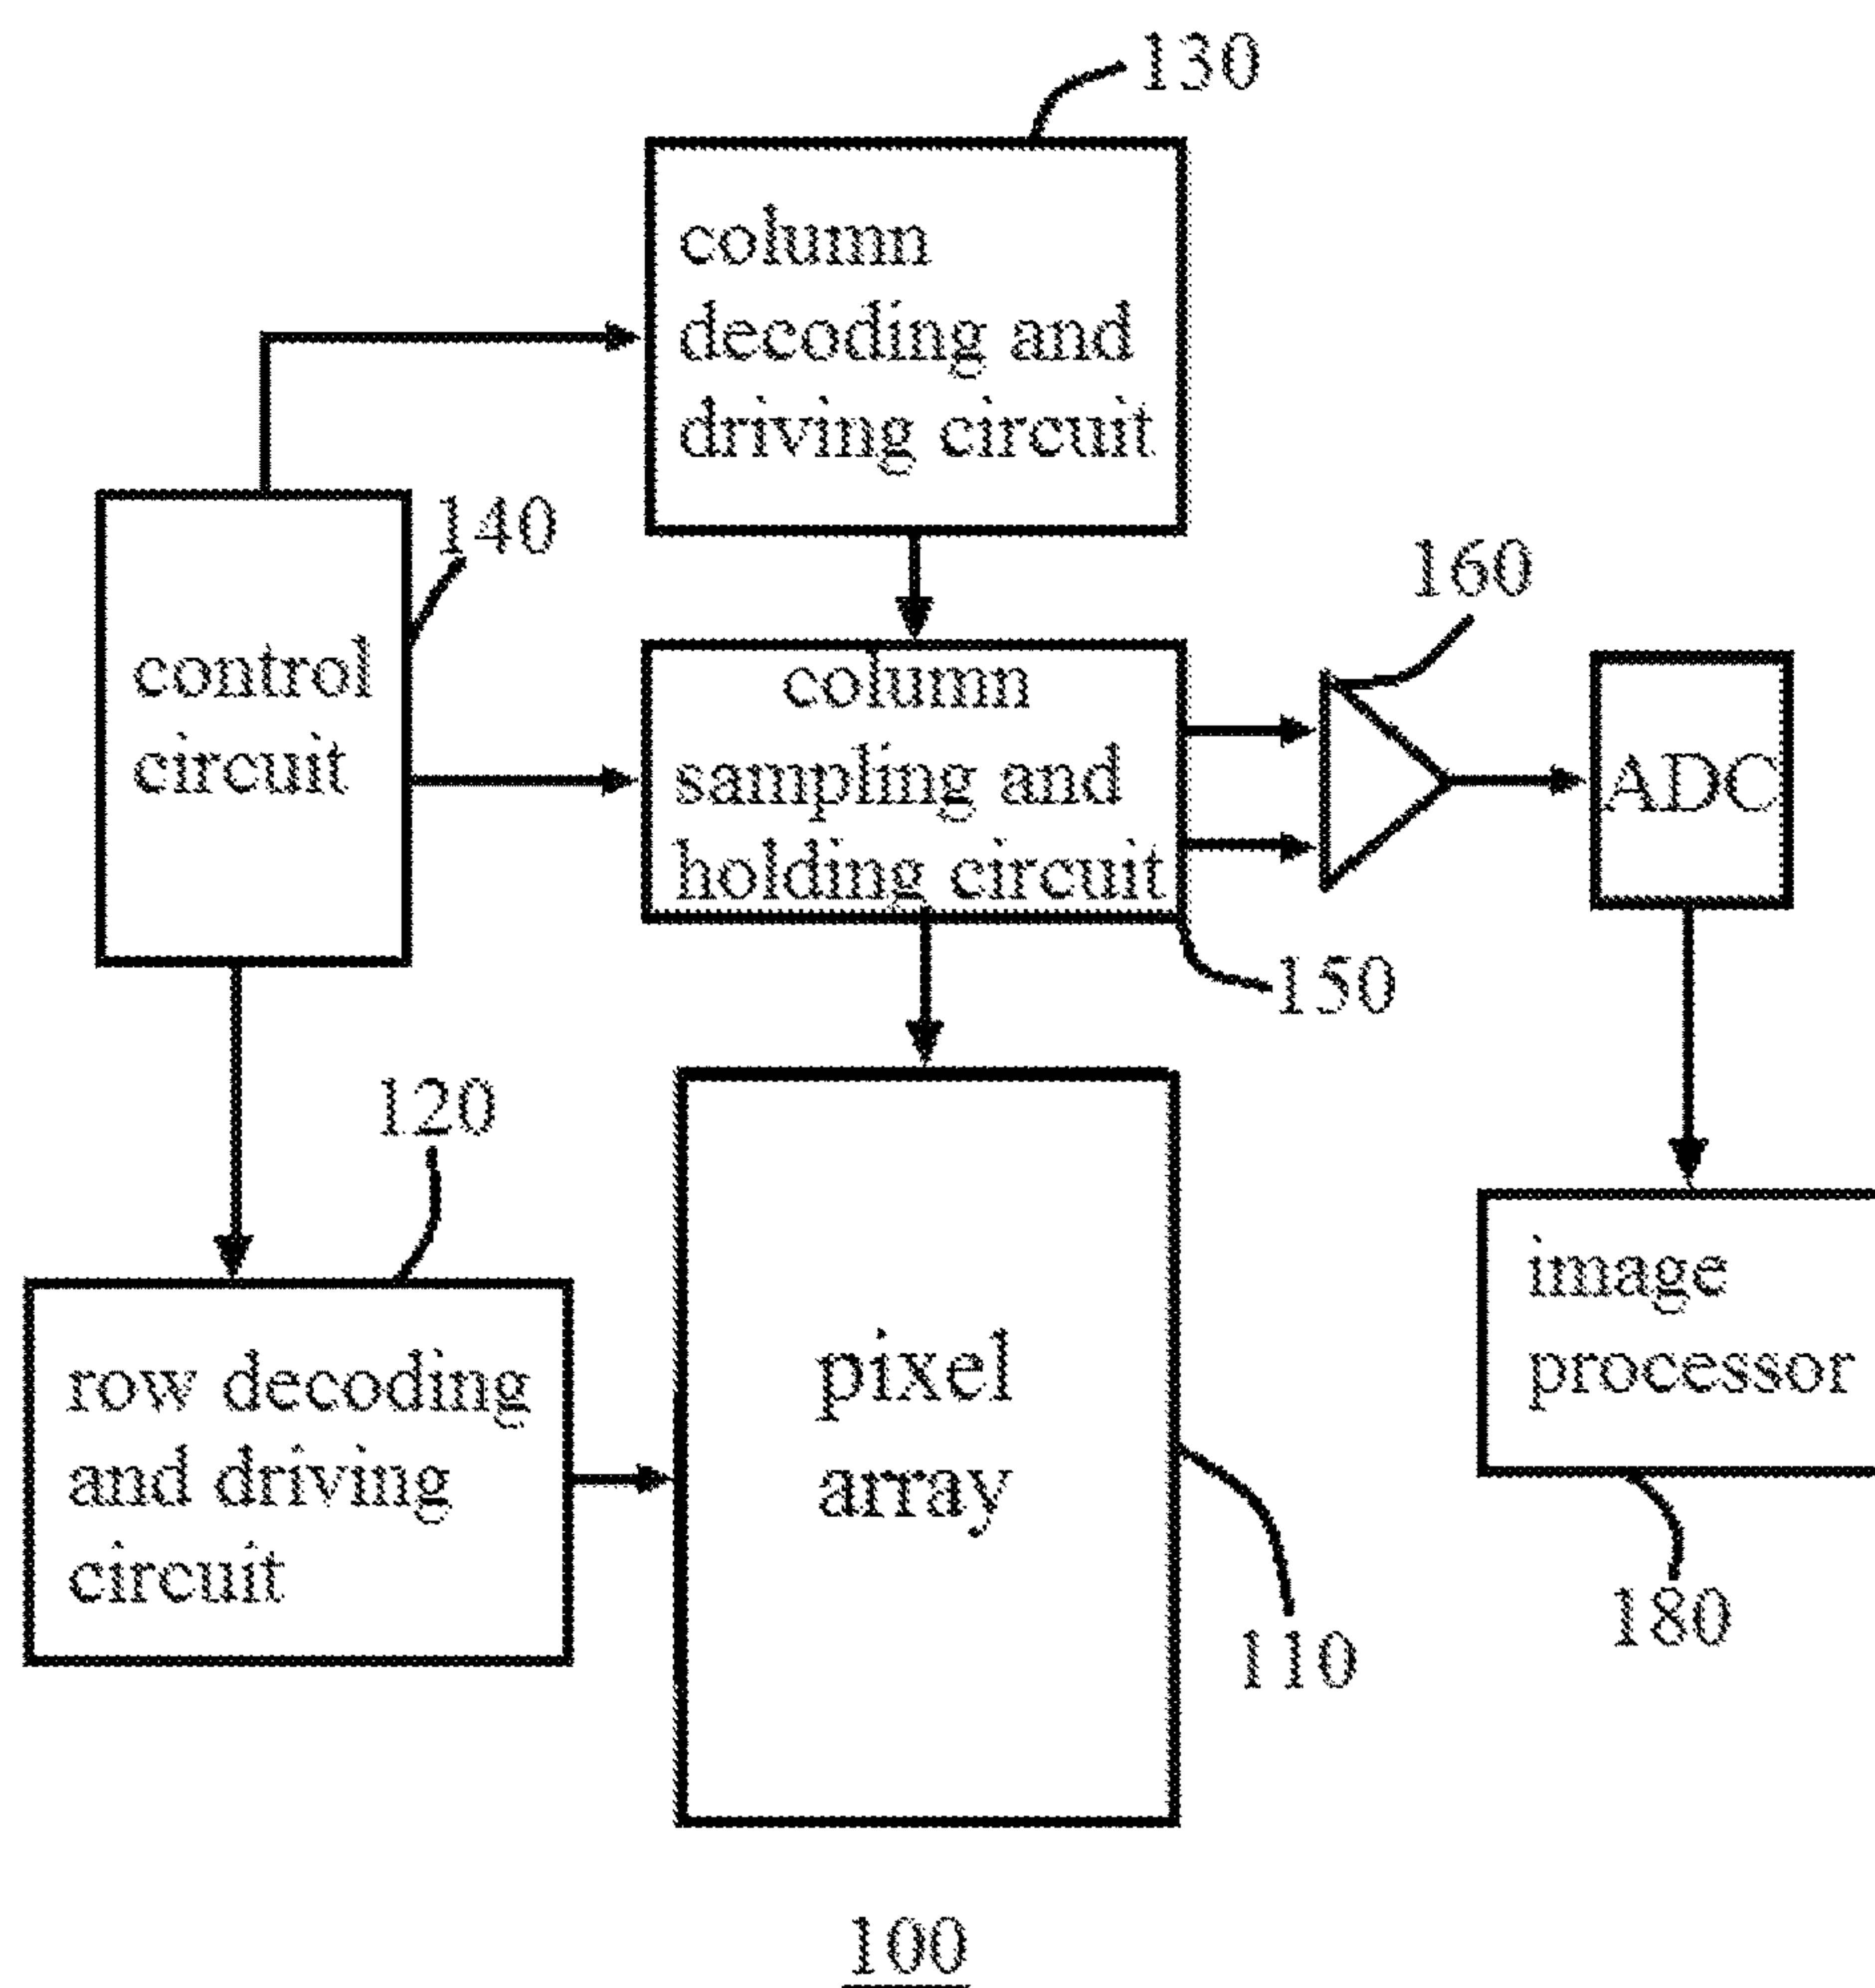 130
column
decoding and
driving circuit
140
160
control
circuit
column
sampling and
holding circuit
ADC
150
120
pixel
array
image
processor
row decoding
and driving
circuit
110
180
100